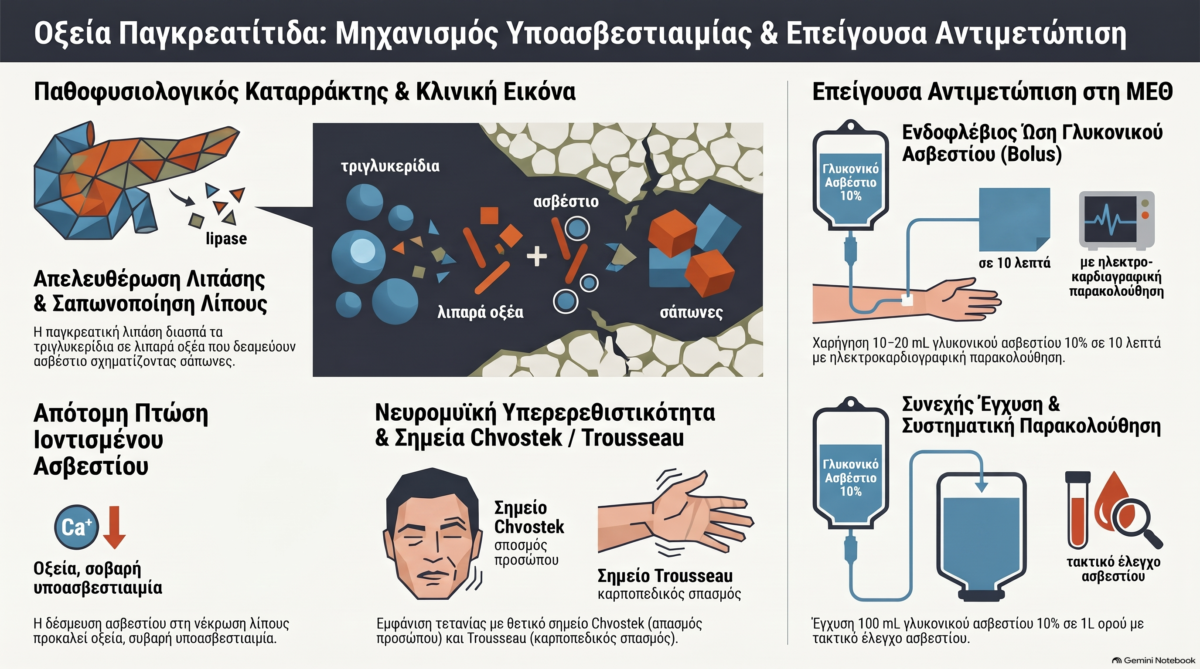 Οξεία Παγκρεατίτιδα: Μηχανισμός Υποασβεστιαιμίας & Επείγουσα Αντιμετώπιση
Παθοφυσιολογικός Καταρράκτης & Κλινική Εικόνα
lipase
τριγλυκερίδια
ασβέστιο
+
λιπαρά οξέα
σάπωνες
Απελευθέρωση Λιπάσης
& Σαπωνοποίηση Λίπους
Η παγκρεατική λιπάση διασπά τα
τριγλυκερίδια σε λιπαρά οξέα που δεαμεύουν
ασβέστιο σχηματίζοντας σάπωνες.
Απότομη Πτώση
Ιοντισμένου
Ασβεστίου
Ca⁺
Οξεία, σοβαρή
υποασβεστιαιμία
Η δέσμευση ασβεστίου στη νέκρωση λίπους
προκαλεί οξεία, συβαρή υποασβεστιαιμία.
Νευρομυϊκή Υπερερεθιστικότητα
& Σημεία Chvostek / Trousseau
Σημείο
Chvostek
σποσμός
προσώπου
Σημείο Trousseau
καρποπεδικός σπασμός
Εμφάνιση τετανίας με θετικό σημείο Chvostek (απασμός
προσώπου) και Trousseau (καρποπεδικός σπασμός).
Επείγουσα Αντιμετώπιση στη ΜΕΘ
Ενδοφλέβιος Ώση Γλυκονικού
Ασβεστίου (Bolus)
Γλυκονικό
Ασβέστιο
10%
σε 10 λεπτά
με ηλεκτρο-
καρδιαγραφική
παρακολούθηση
Χαρήγηση 10–20 mL γλυκονικού ασβεστίου 10% σε 10 λεπτά
με ηλεκτροκαρδιογραφική παρακολούθηση.
Συνεχής Έγχυση &
Συστηματική Παρακολούθηση
Γλυκονικό
Ασβέστιο
10%
τακτικό έλεγχο
ασβεστίου
Έγχυση 100 mL γλυκονικού ασβεστίου 10% σε 1L ορού με
τακτικό έλεγχο ασβεστίου.
Gemini Notebook